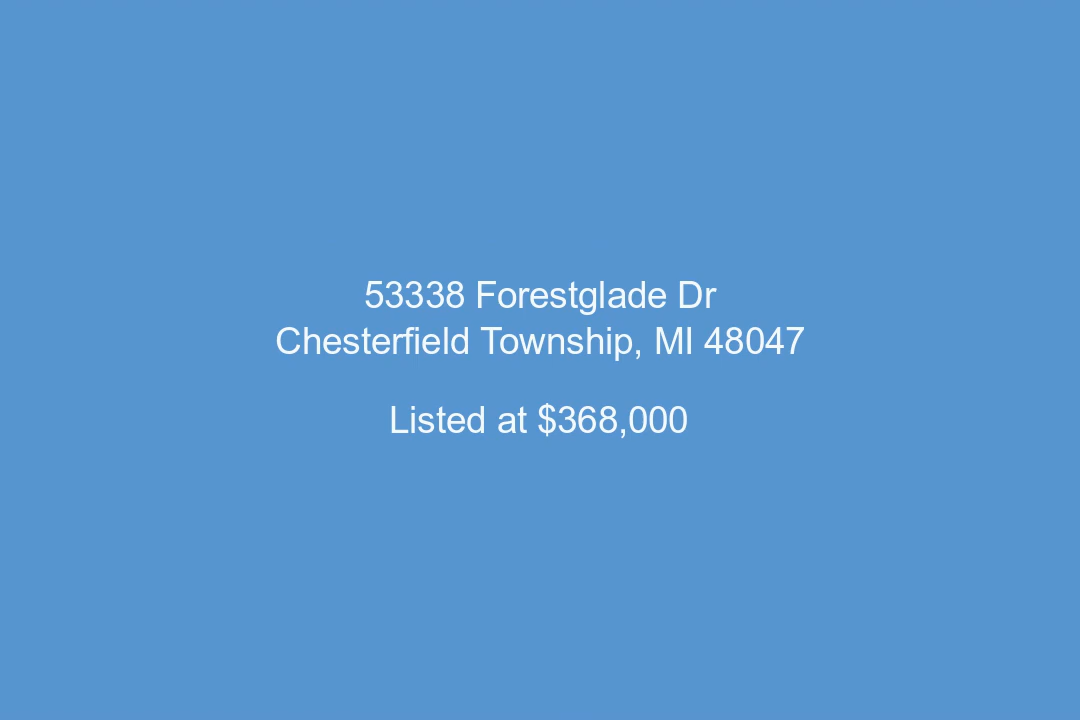 53338 Forestglade Dr
Chesterfield Township, MI 48047
Listed at $368,000